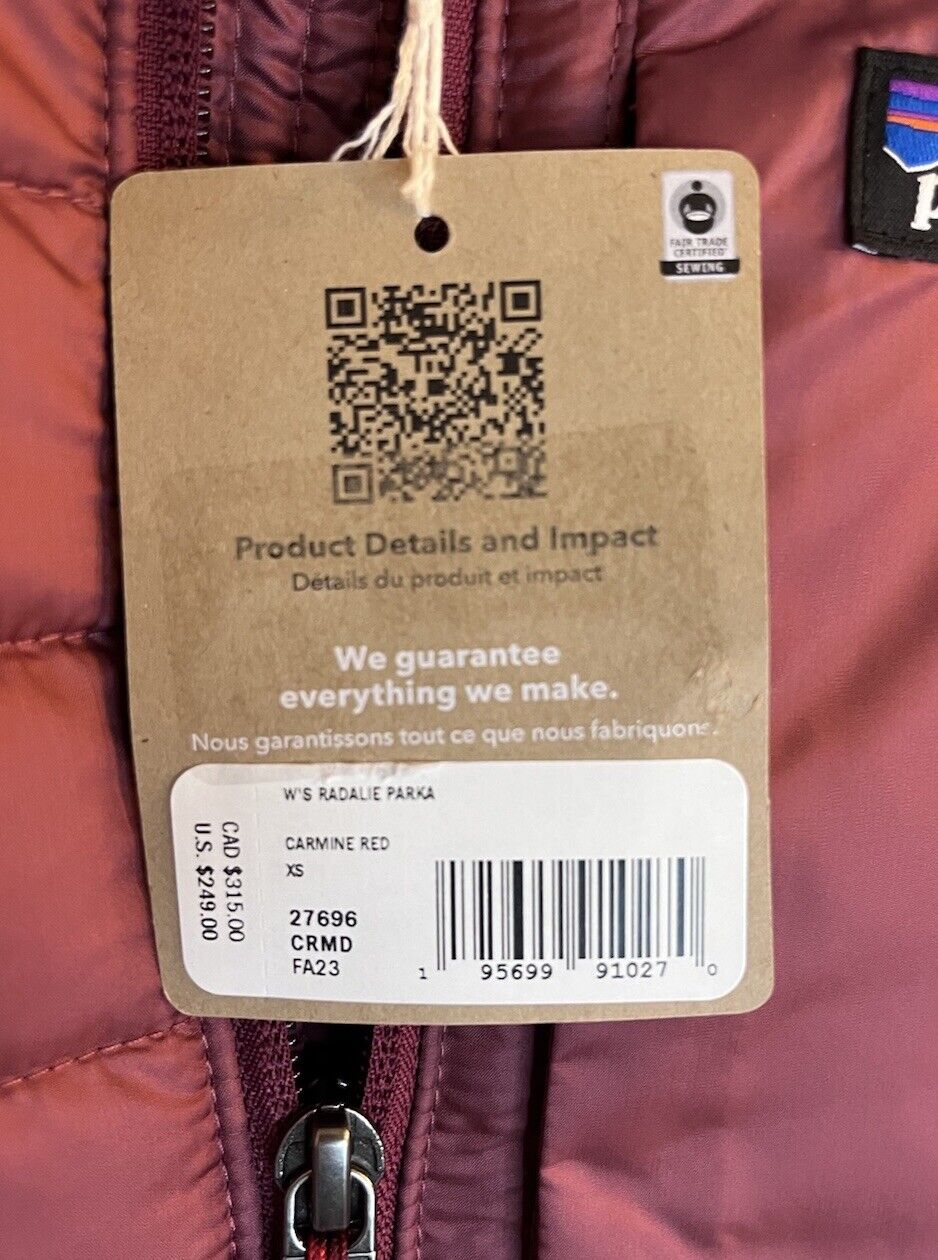 FAIR TRADE
CERTIFIED
SEWING
Product Details and Impact
Détails du produit et impact
We guarantee
everything we make.
Nous garantissons tout ce que nous fabriquons.
W'S RADALIE PARKA
CARMINE RED
XS
27696
CRMD
FA23
CAD $315.00
U.S. $249.00
1 95699 91027 0